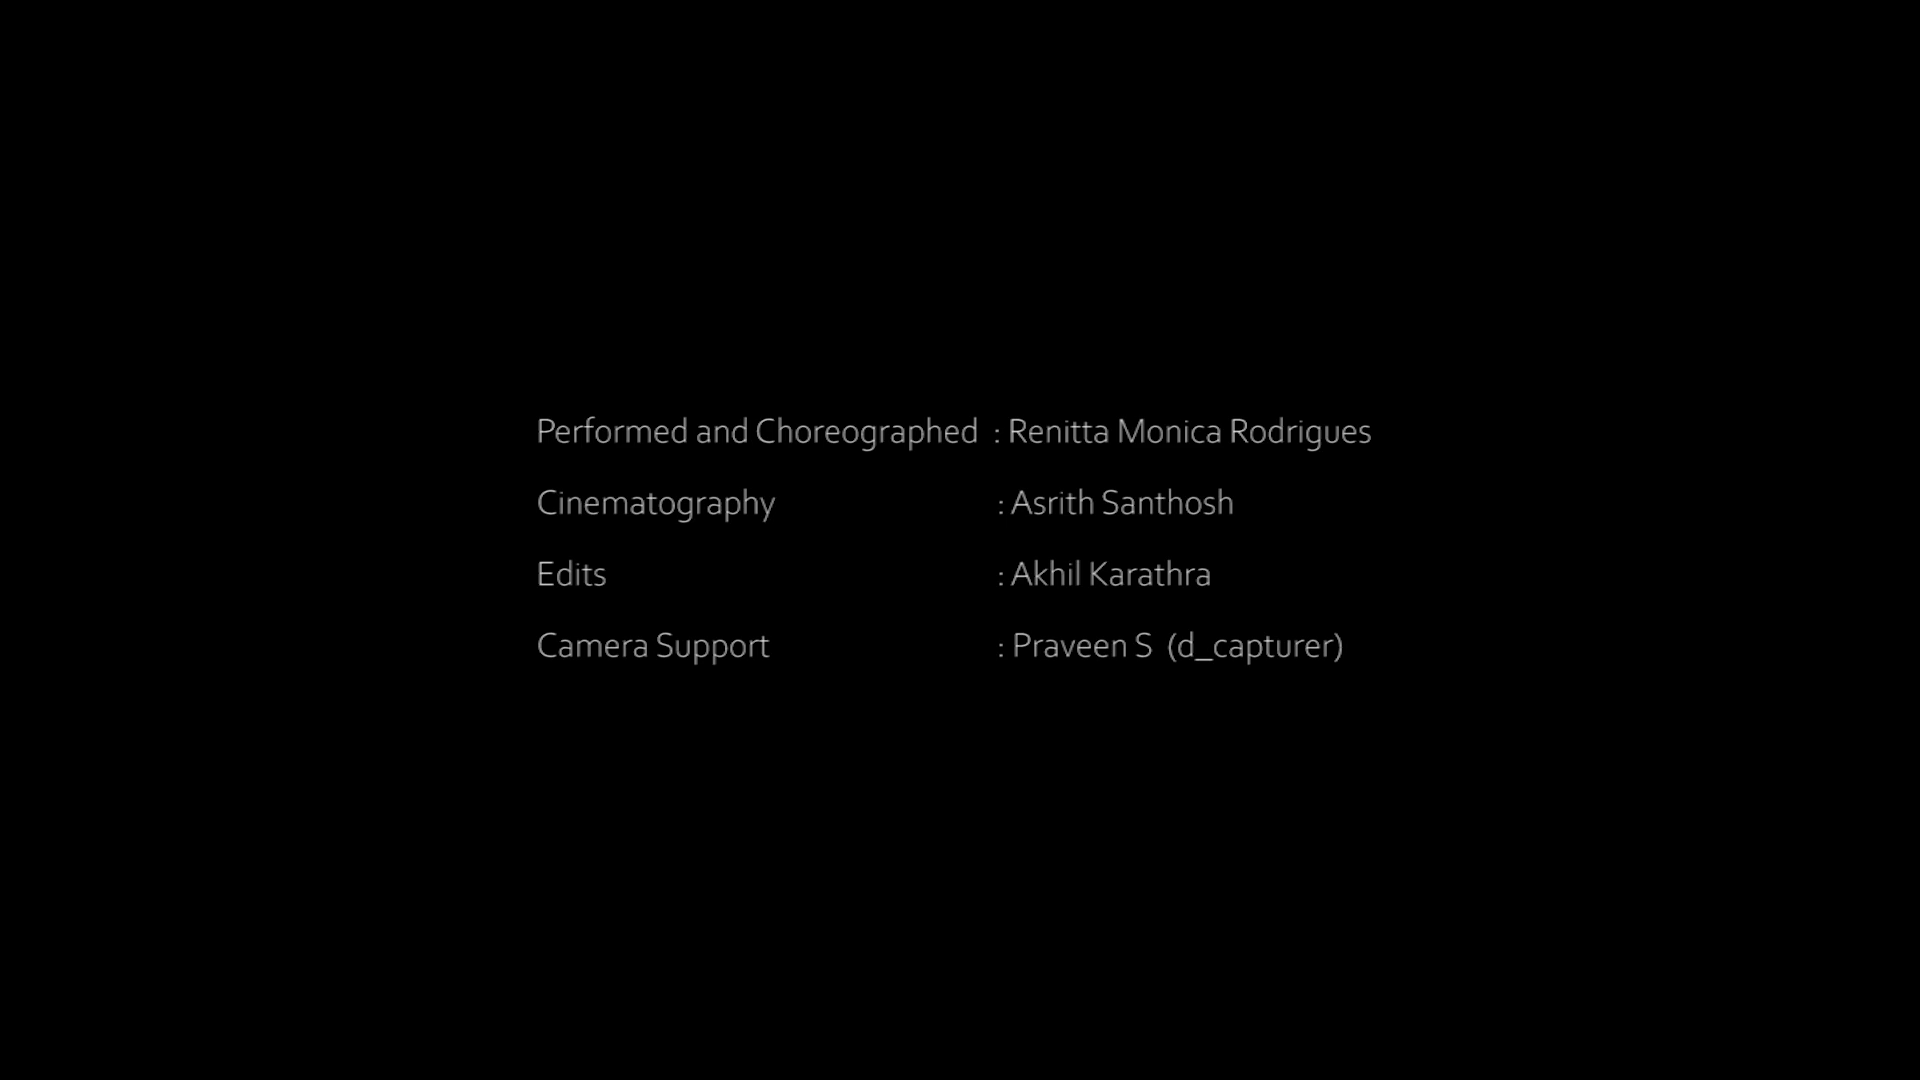 Performed and Choreographed : Renitta Monica Rodrigues
Cinematography : Asrith Santhosh
Edits : Akhil Karathra
Camera Support : Praveen S (d_capturer)